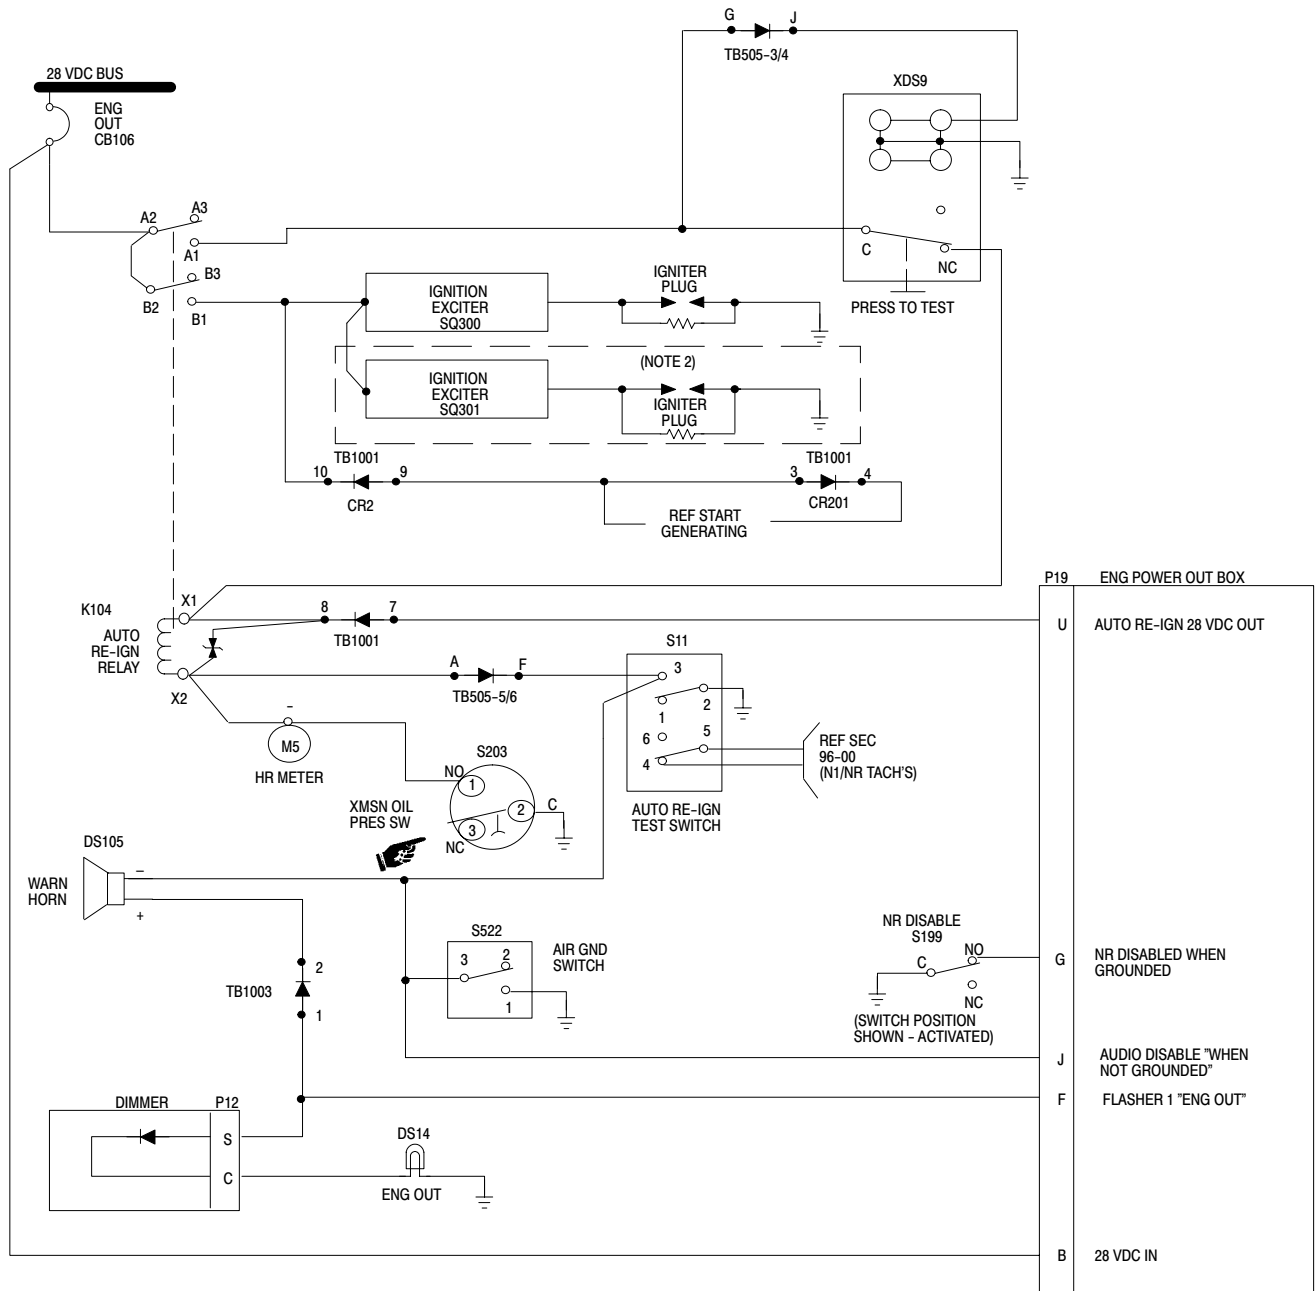 G
J
TB505-3/4
28 VDC BUS
ENG
OUT
CB106
XDS9
A2
A3
A1
B3
B2
B1
C
NC
PRESS TO TEST
IGNITION
EXCITER
SQ300
IGNITER
PLUG
(NOTE 2)
IGNITION
EXCITER
SQ301
IGNITER
PLUG
TB1001
10
9
CR2
TB1001
3
4
CR201
REF START
GENERATING
P19
ENG POWER OUT BOX
K104
X1
AUTO
RE-IGN
RELAY
X2
8
7
TB1001
U
AUTO RE-IGN 28 VDC OUT
A
F
TB505-5/6
S11
3
2
1
5
6
4
AUTO RE-IGN
TEST SWITCH
REF SEC
96-00
(N1/NR TACH'S)
-
M5
HR METER
S203
NO
1
2
C
3
NC
XMSN OIL
PRES SW
DS105
WARN
HORN
-
+
S522
3
2
1
AIR GND
SWITCH
NR DISABLE
S199
C
NO
NC
(SWITCH POSITION
SHOWN - ACTIVATED)
G
NR DISABLED WHEN
GROUNDED
2
TB1003
1
J
AUDIO DISABLE "WHEN
NOT GROUNDED"
F
FLASHER 1 "ENG OUT"
DIMMER
P12
S
C
DS14
ENG OUT
B
28 VDC IN